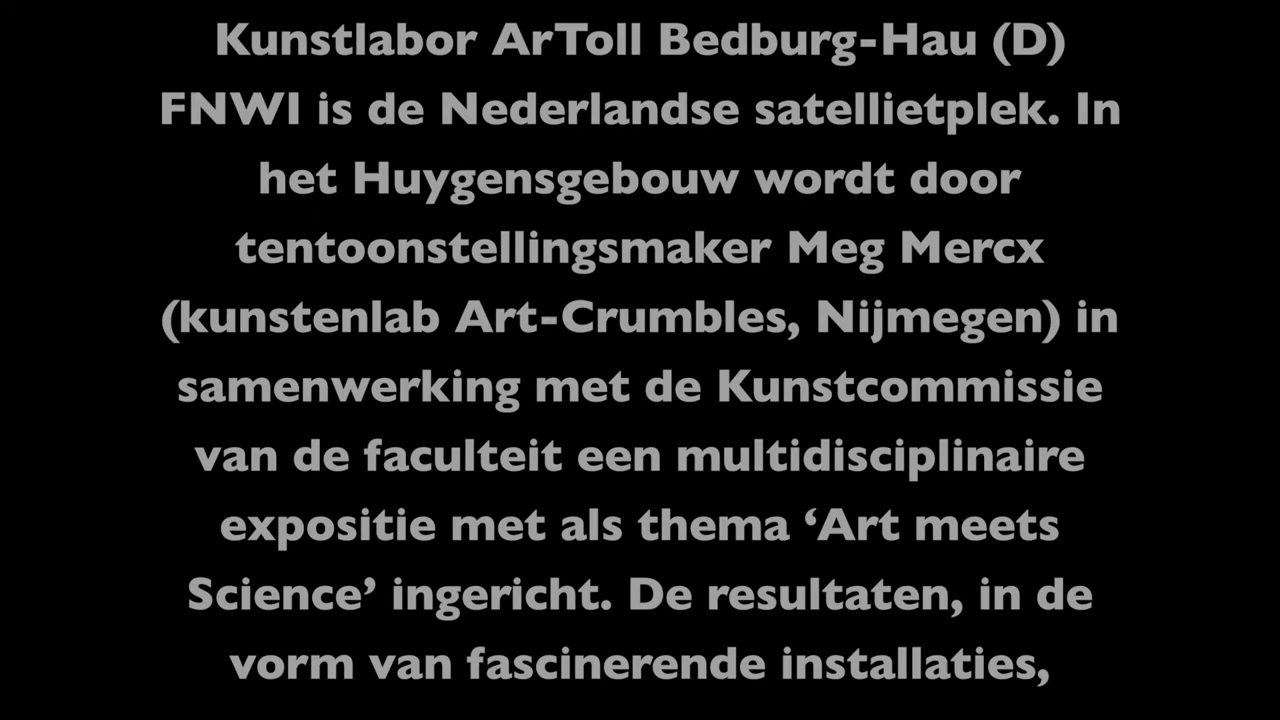 Kunstlabor ArToll Bedburg-Hau (D)
FNWI is de Nederlandse satellietplek. In
het Huygensgebouw wordt door
tentoonstellingsmaker Meg Mercx
(kunstenlab Art-Crumbles, Nijmegen) in
samenwerking met de Kunstcommissie
van de faculteit een multidisciplinaire
expositie met als thema ‘Art meets
Science’ ingericht. De resultaten, in de
vorm van fascinerende installaties,